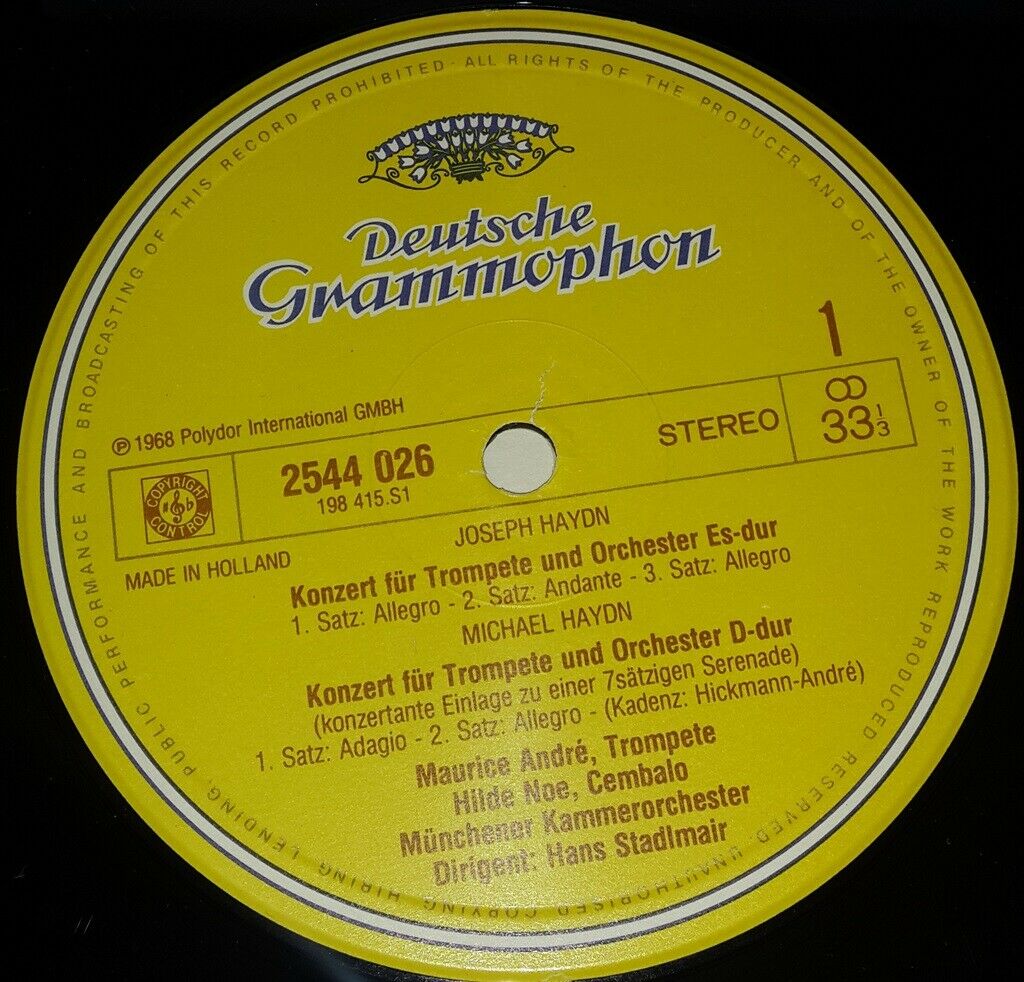 PUBLIC PERFORMANCE AND BROADCASTING OF THIS RECORD PROHIBITED · ALL RIGHTS OF THE PRODUCER AND OF THE OWNER OF THE WORK REPRODUCED RESERVED. UNAUTHORISED COPYING, HIRING, LENDING,
Deutsche
Grammophon
1
℗ 1968 Polydor International GMBH
COPYRIGHT
CONTROL
2544 026
198 415.S1
STEREO
33 1/3
MADE IN HOLLAND
JOSEPH HAYDN
Konzert für Trompete und Orchester Es-dur
1. Satz: Allegro - 2. Satz: Andante - 3. Satz: Allegro
MICHAEL HAYDN
Konzert für Trompete und Orchester D-dur
(konzertante Einlage zu einer 7sätzigen Serenade)
1. Satz: Adagio - 2. Satz: Allegro - (Kadenz: Hickmann-André)
Maurice André, Trompete
Hilde Noe, Cembalo
Münchener Kammerorchester
Dirigent: Hans Stadlmair